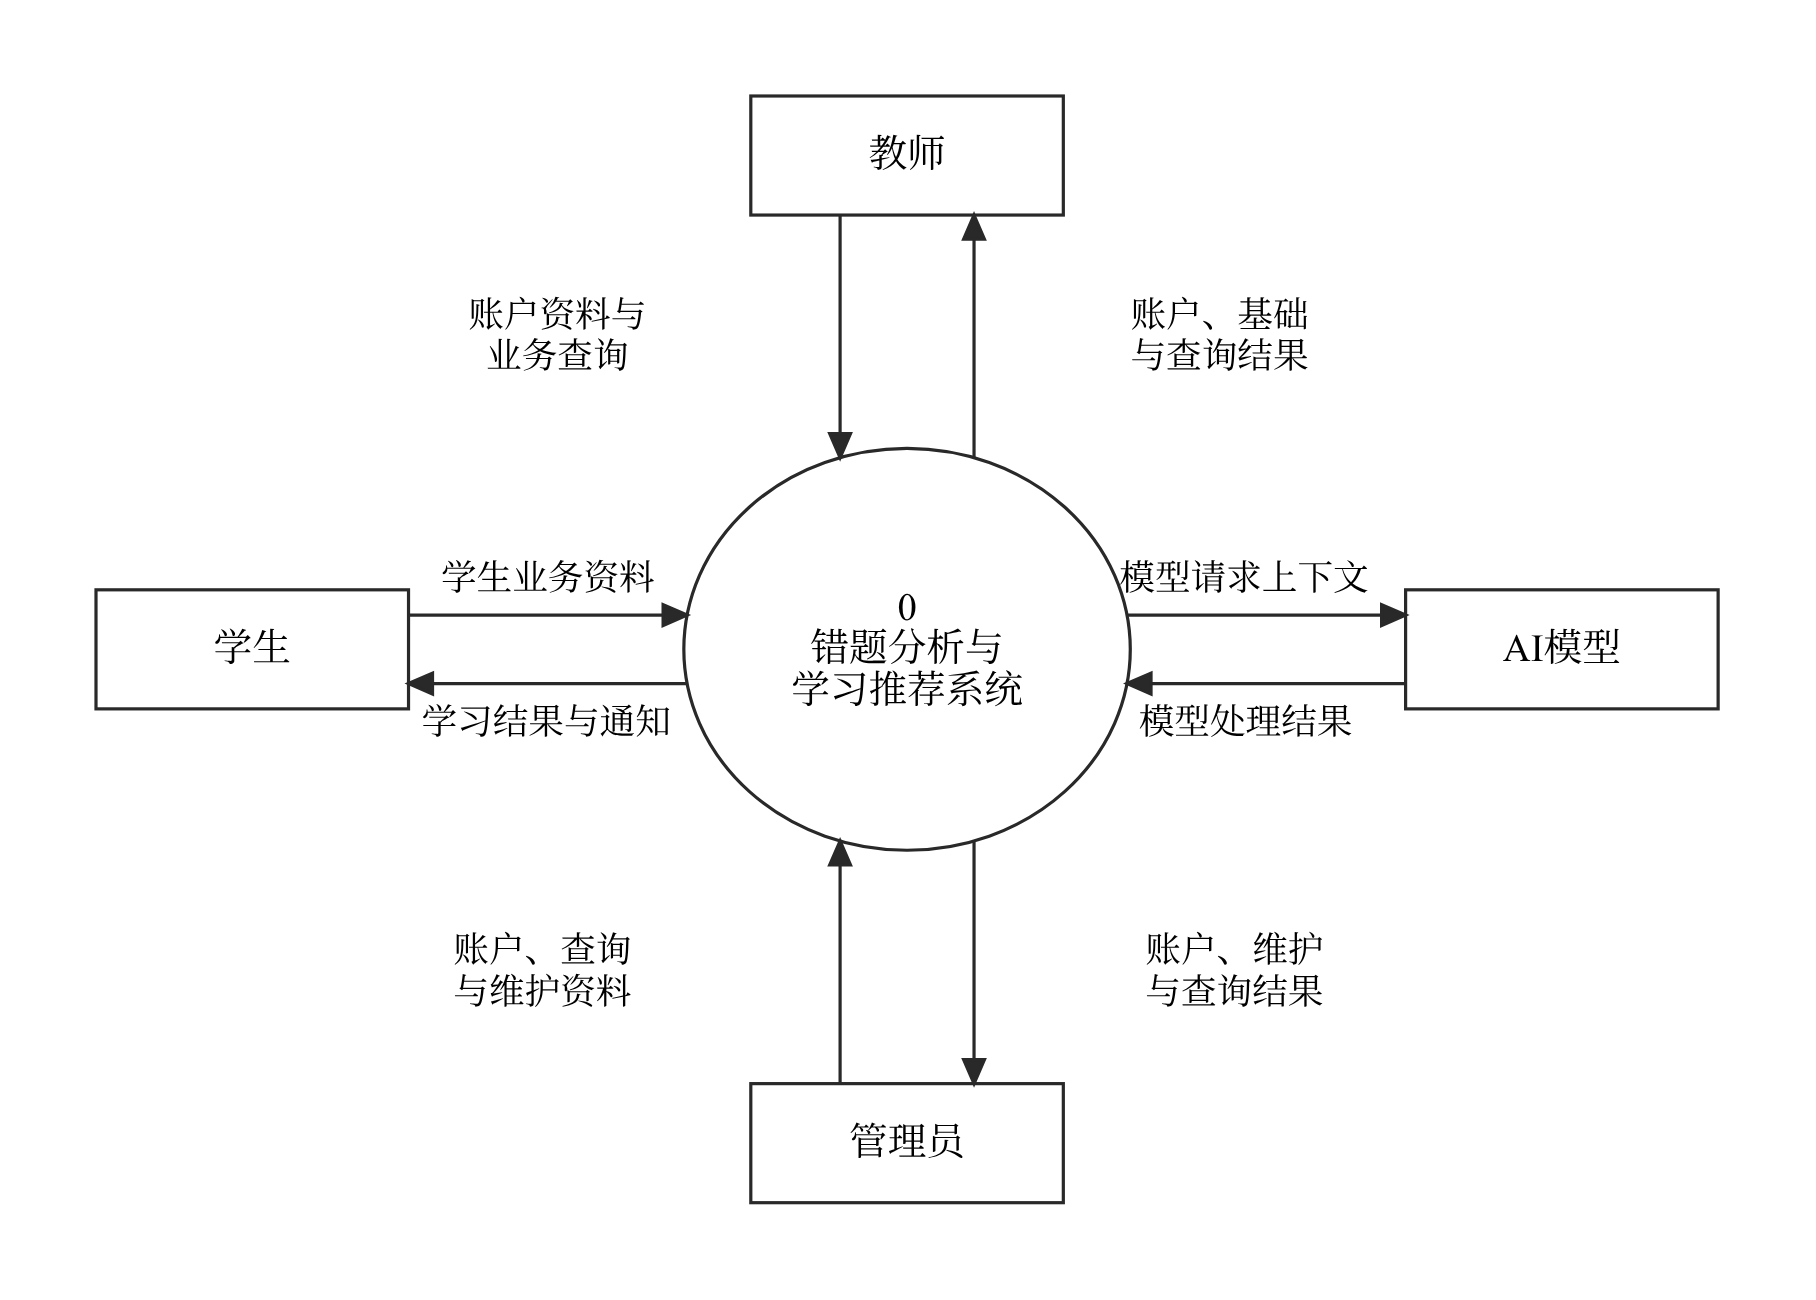 教师
账户资料与
业务查询
账户、基础
与查询结果
学生业务资料
模型请求上下文
学生
0
错题分析与
学习推荐系统
AI模型
学习结果与通知
模型处理结果
账户、查询
与维护资料
账户、维护
与查询结果
管理员